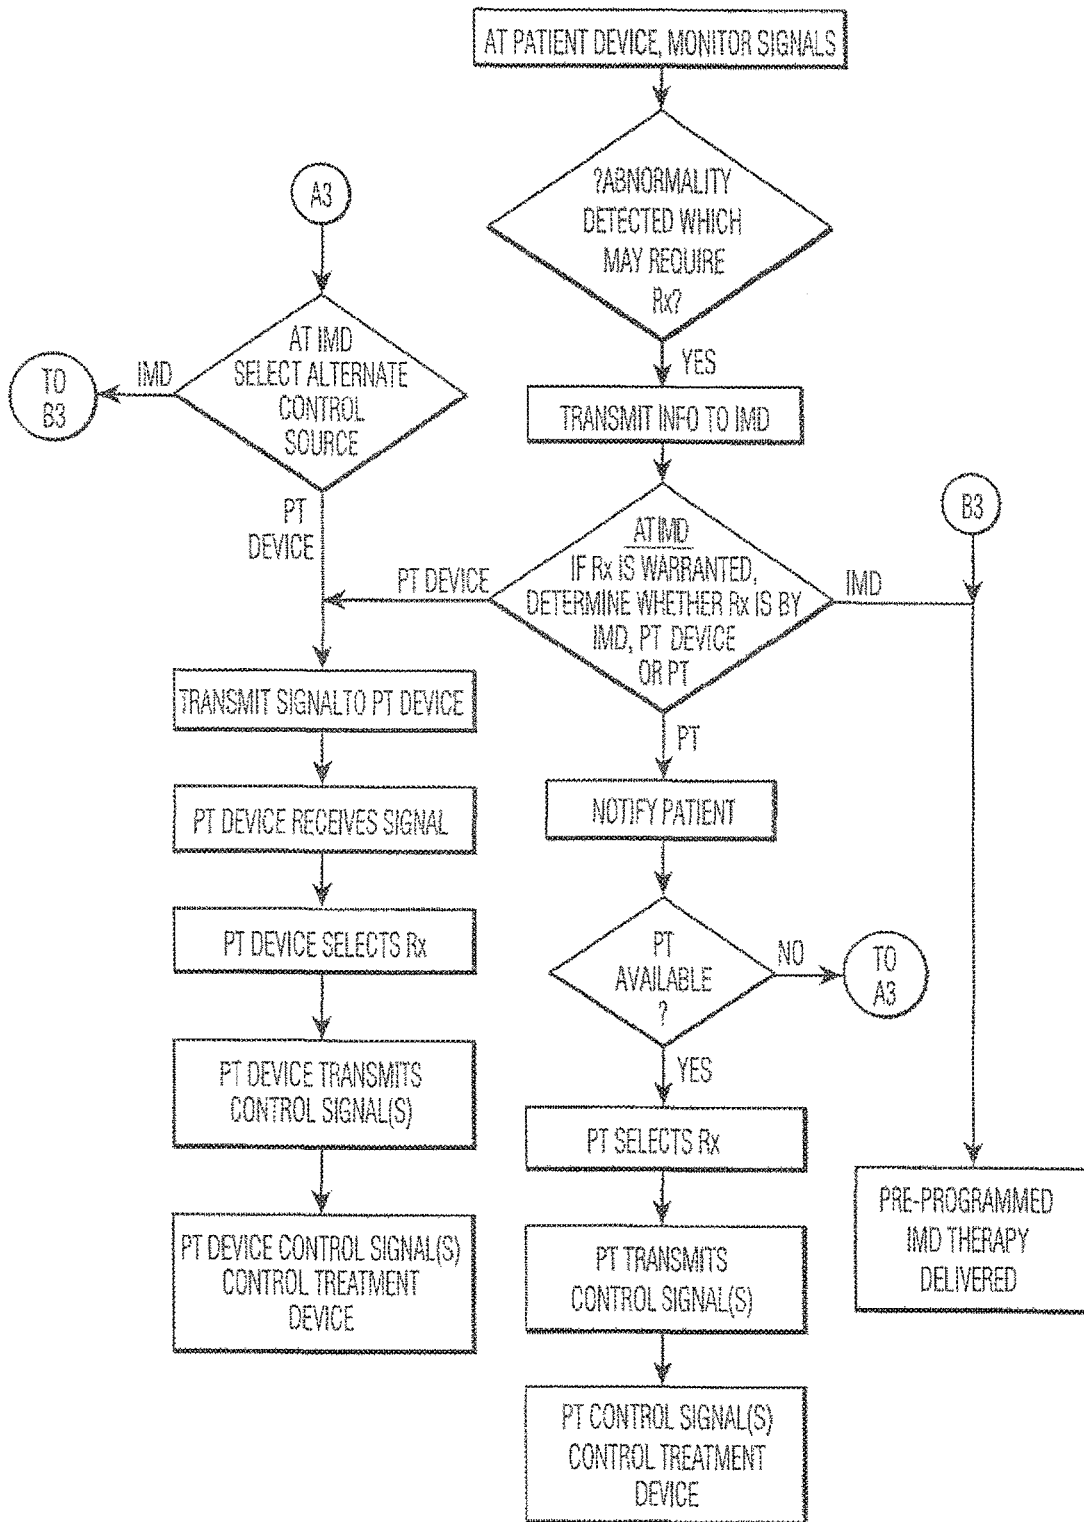 AT PATIENT DEVICE, MONITOR SIGNALS
?ABNORMALITY
DETECTED WHICH
MAY REQUIRE
Rx?
YES
TRANSMIT INFO TO IMD
A3
AT IMD
SELECT ALTERNATE
CONTROL
SOURCE
IMD
TO
B3
PT
DEVICE
AT IMD
IF Rx IS WARRANTED,
DETERMINE WHETHER Rx IS BY
IMD, PT DEVICE
OR PT
PT DEVICE
IMD
B3
PT
TRANSMIT SIGNALTO PT DEVICE
PT DEVICE RECEIVES SIGNAL
PT DEVICE SELECTS Rx
PT DEVICE TRANSMITS
CONTROL SIGNAL(S)
PT DEVICE CONTROL SIGNAL(S)
CONTROL TREATMENT
DEVICE
NOTIFY PATIENT
PT
AVAILABLE
?
NO
TO
A3
YES
PT SELECTS Rx
PT TRANSMITS
CONTROL SIGNAL(S)
PT CONTROL SIGNAL(S)
CONTROL TREATMENT
DEVICE
PRE-PROGRAMMED
IMD THERAPY
DELIVERED